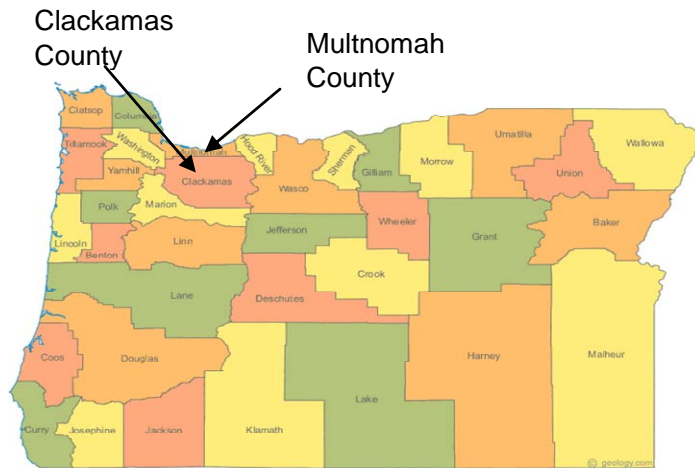 Clackamas
County
Multnomah
County
Clatsop
Columbia
Tillamook
Washington
Multnomah
Hood River
Sherman
Gilliam
Morrow
Umatilla
Wallowa
Union
Yamhill
Clackamas
Wasco
Polk
Marion
Wheeler
Grant
Baker
Lincoln
Benton
Linn
Jefferson
Crook
Lane
Deschutes
Coos
Douglas
Harney
Malheur
Curry
Josephine
Jackson
Klamath
Lake
© geology.com